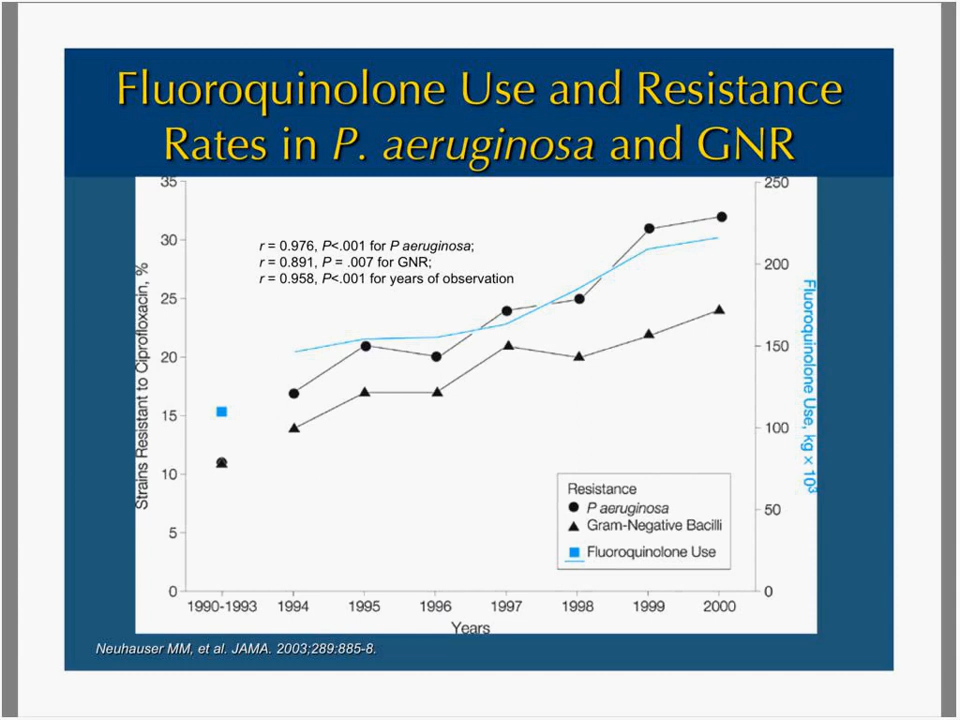 Fluoroquinolone Use and Resistance
Rates in P. aeruginosa and GNR
35
30
25
20
15
10
5
0
Strains Resistant to Ciprofloxacin, %
r = 0.976, P<.001 for P aeruginosa;
r = 0.891, P = .007 for GNR;
r = 0.958, P<.001 for years of observation
250
200
150
100
50
0
Fluoroquinolone Use, kg × 10³
Resistance
P aeruginosa
Gram-Negative Bacilli
Fluoroquinolone Use
1990-1993 1994 1995 1996 1997 1998 1999 2000
Years
Neuhauser MM, et al. JAMA. 2003;289:885-8.